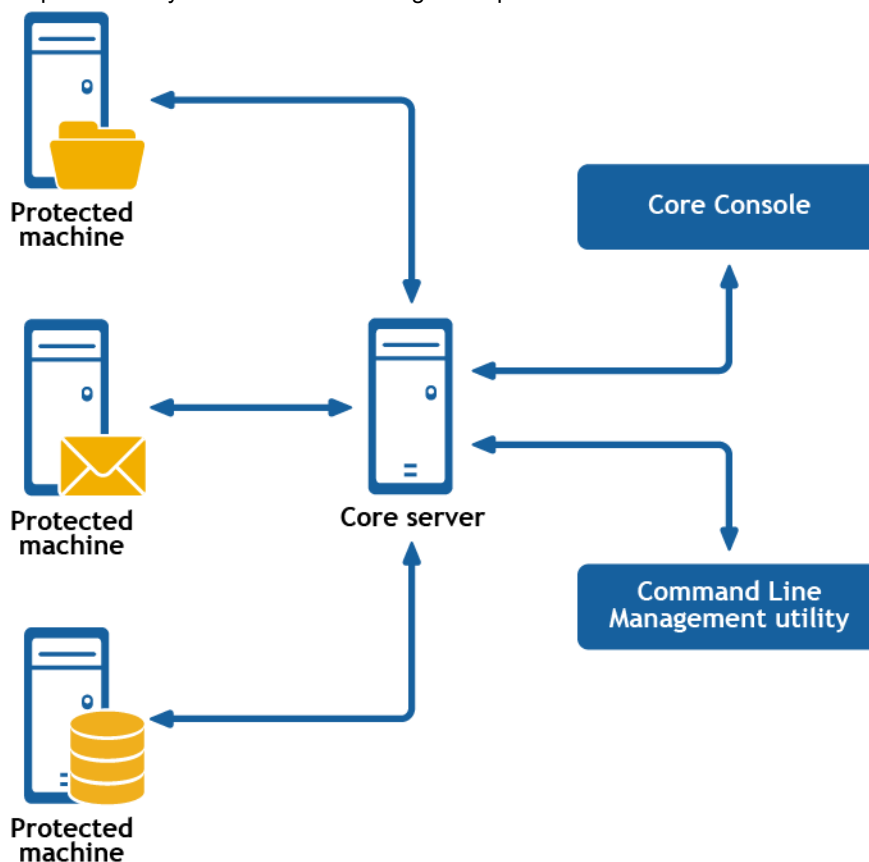 Protected
machine
Core Console
Protected
machine
Core server
Command Line
Management utility
Protected
machine